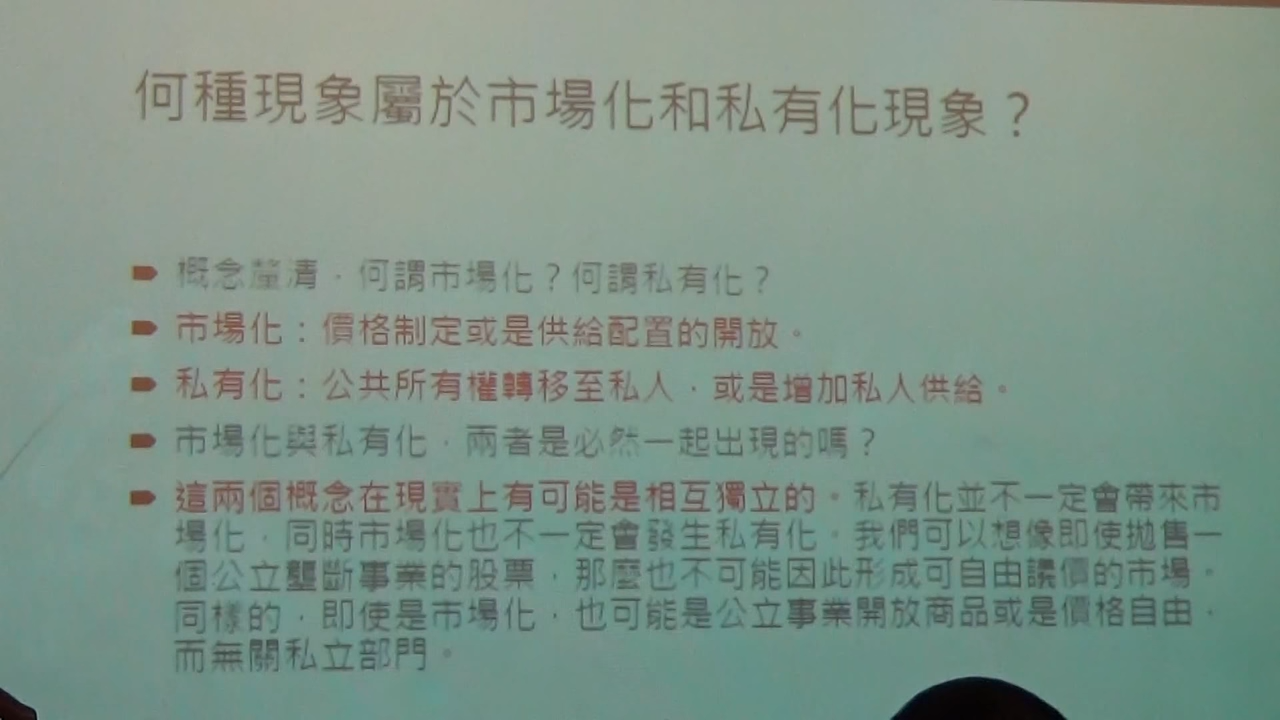 何種現象屬於市場化和私有化現象？
概念釐清，何謂市場化？何謂私有化？
市場化：價格制定或是供給配置的開放。
私有化：公共所有權轉移至私人，或是增加私人供給。
市場化與私有化，兩者是必然一起出現的嗎？
這兩個概念在現實上有可能是相互獨立的。私有化並不一定會帶來市
場化，同時市場化也不一定會發生私有化。我們可以想像即使拋售一
個公立壟斷事業的股票，那麼也不可能因此形成可自由議價的市場。
同樣的，即使是市場化，也可能是公立事業開放商品或是價格自由，
而無關私立部門。